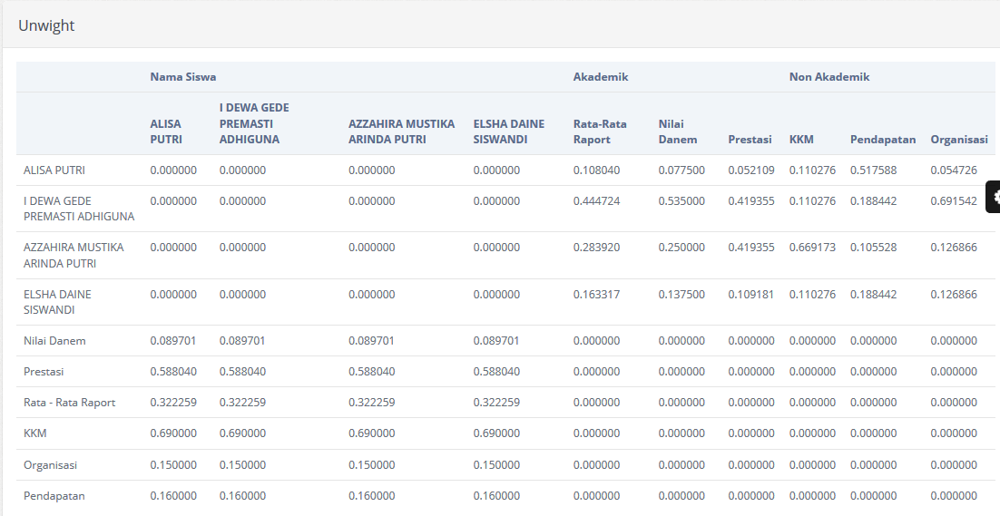 Unwight
Nama Siswa Akademik Non Akademik
ALISA PUTRI I DEWA GEDE PREMASTI ADHIGUNA AZZAHIRA MUSTIKA ARINDA PUTRI ELSHA DAINE SISWANDI Rata-Rata Raport Nilai Danem Prestasi KKM Pendapatan Organisasi
ALISA PUTRI 0.000000 0.000000 0.000000 0.000000 0.108040 0.077500 0.052109 0.110276 0.517588 0.054726
I DEWA GEDE PREMASTI ADHIGUNA 0.000000 0.000000 0.000000 0.000000 0.444724 0.535000 0.419355 0.110276 0.188442 0.691542
AZZAHIRA MUSTIKA ARINDA PUTRI 0.000000 0.000000 0.000000 0.000000 0.283920 0.250000 0.419355 0.669173 0.105528 0.126866
ELSHA DAINE SISWANDI 0.000000 0.000000 0.000000 0.000000 0.163317 0.137500 0.109181 0.110276 0.188442 0.126866
Nilai Danem 0.089701 0.089701 0.089701 0.089701 0.000000 0.000000 0.000000 0.000000 0.000000 0.000000
Prestasi 0.588040 0.588040 0.588040 0.588040 0.000000 0.000000 0.000000 0.000000 0.000000 0.000000
Rata - Rata Raport 0.322259 0.322259 0.322259 0.322259 0.000000 0.000000 0.000000 0.000000 0.000000 0.000000
KKM 0.690000 0.690000 0.690000 0.690000 0.000000 0.000000 0.000000 0.000000 0.000000 0.000000
Organisasi 0.150000 0.150000 0.150000 0.150000 0.000000 0.000000 0.000000 0.000000 0.000000 0.000000
Pendapatan 0.160000 0.160000 0.160000 0.160000 0.000000 0.000000 0.000000 0.000000 0.000000 0.000000